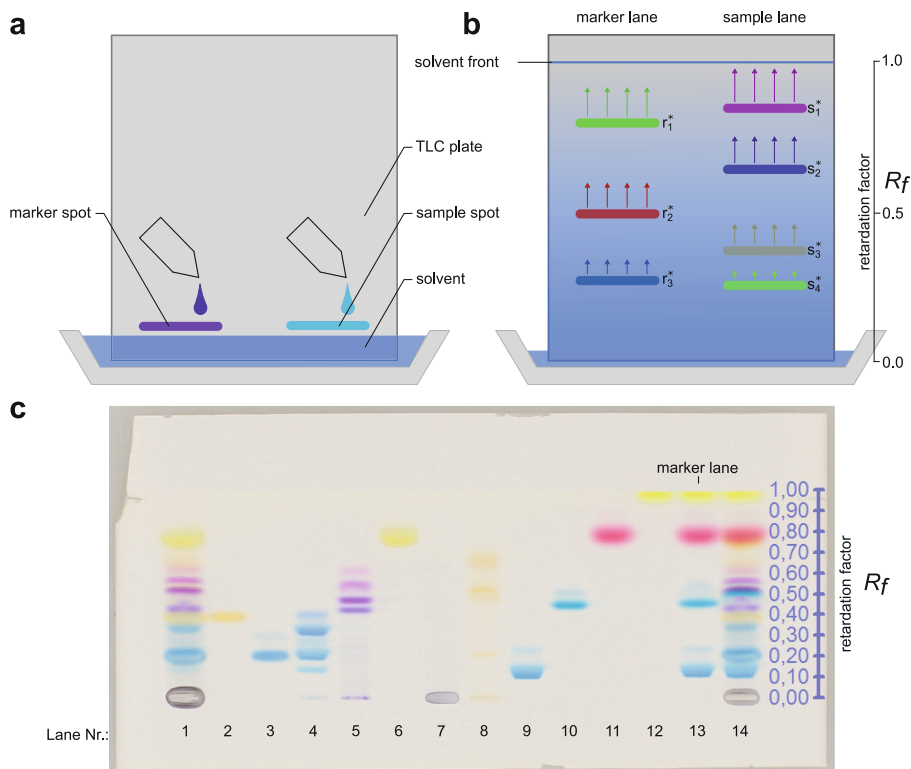 a
marker spot
TLC plate
sample spot
solvent
b
marker lane
sample lane
solvent front
r1*
r2*
r3*
s1*
s2*
s3*
s4*
1.0
0.5
0.0
retardation factor
Rf
c
marker lane
1,00
0,90
0,80
0,70
0,60
0,50
0,40
0,30
0,20
0,10
0,00
retardation factor
Rf
Lane Nr.: 1 2 3 4 5 6 7 8 9 10 11 12 13 14